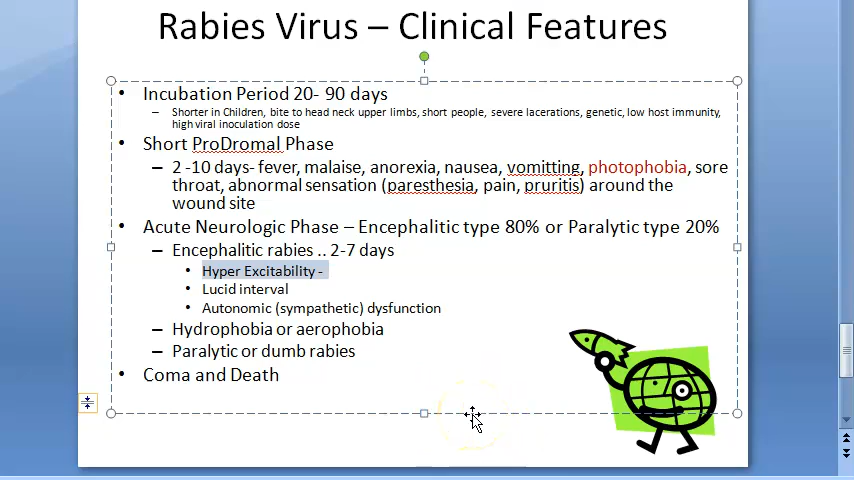 Rabies Virus – Clinical Features
• Incubation Period 20- 90 days
– Shorter in Children, bite to head neck upper limbs, short people, severe lacerations, genetic, low host immunity,
high viral inoculation dose
• Short ProDromal Phase
– 2 -10 days- fever, malaise, anorexia, nausea, vomitting, photophobia, sore
throat, abnormal sensation (paresthesia, pain, pruritis) around the
wound site
• Acute Neurologic Phase – Encephalitic type 80% or Paralytic type 20%
– Encephalitic rabies .. 2-7 days
• Hyper Excitability -
• Lucid interval
• Autonomic (sympathetic) dysfunction
– Hydrophobia or aerophobia
– Paralytic or dumb rabies
• Coma and Death